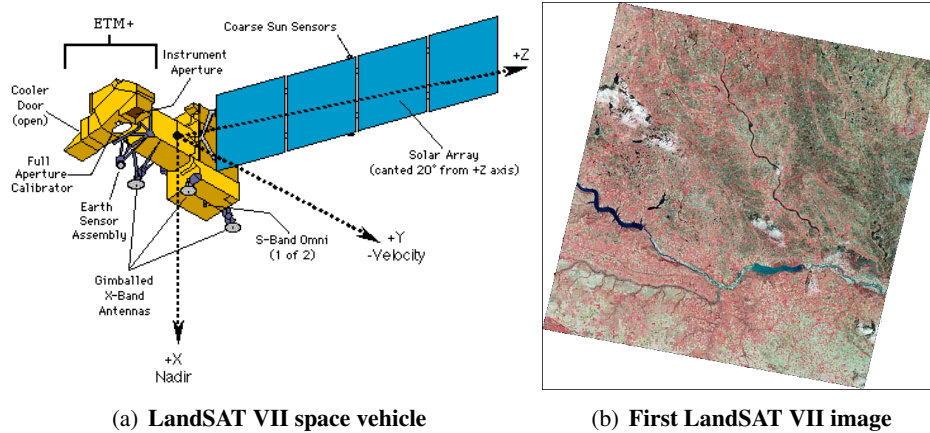 ETM+
Coarse Sun Sensors
Instrument
Aperture
+Z
Cooler
Door
(open)
Solar Array
(canted 20° from +Z axis)
Full
Aperture
Calibrator
Earth
Sensor
Assembly
S-Band Omni
(1 of 2)
+Y
-Velocity
Gimballed
X-Band
Antennas
+X
Nadir
(a) LandSAT VII space vehicle
(b) First LandSAT VII image